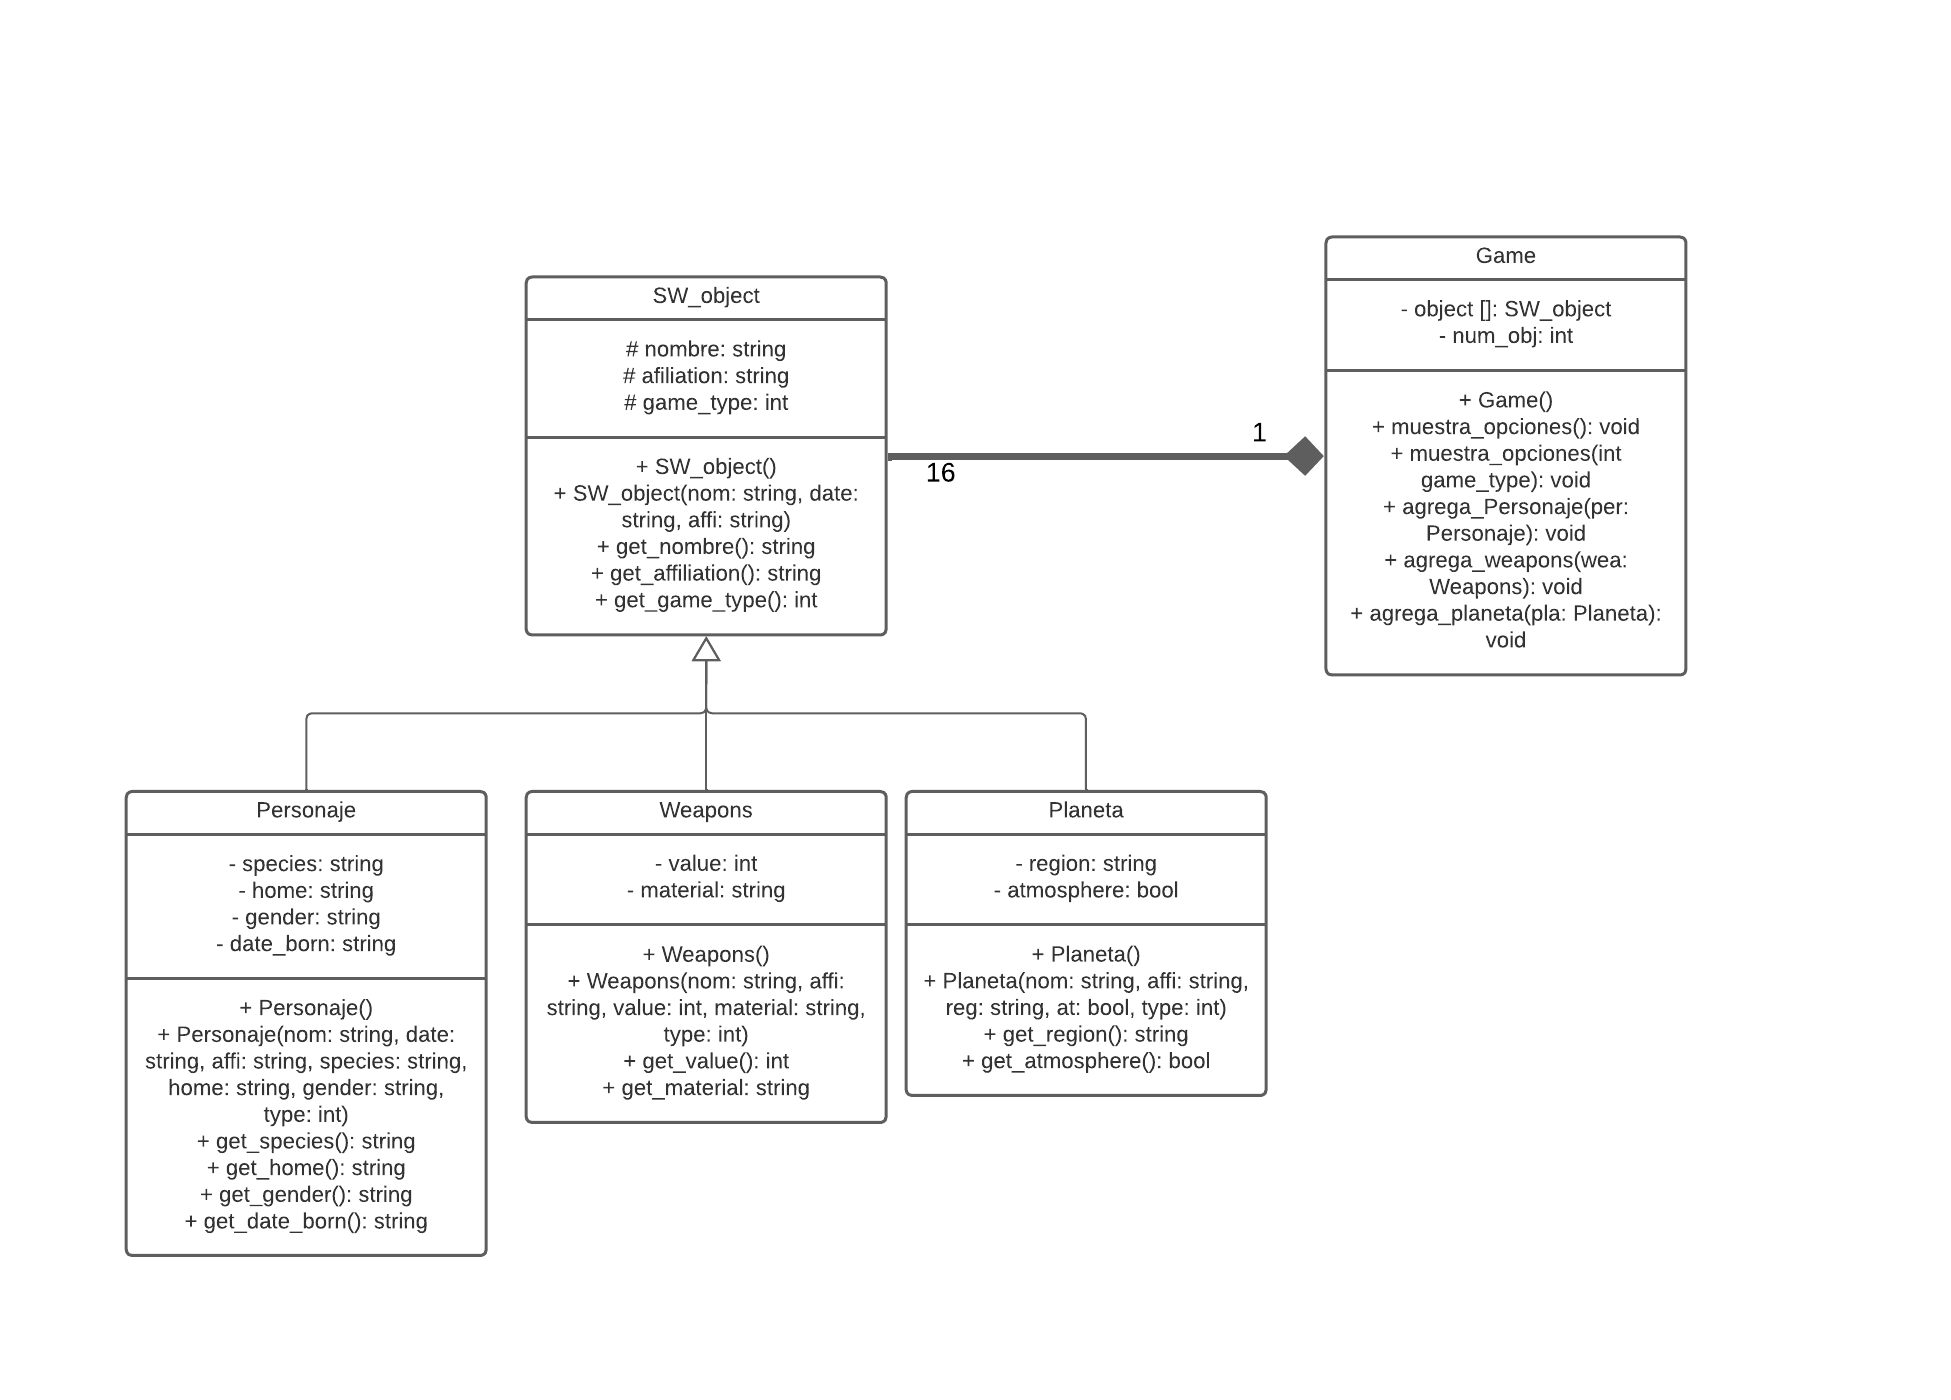 SW_object
# nombre: string
# afiliation: string
# game_type: int
+ SW_object()
+ SW_object(nom: string, date:
string, affi: string)
+ get_nombre(): string
+ get_affiliation(): string
+ get_game_type(): int
16
1
Game
- object []: SW_object
- num_obj: int
+ Game()
+ muestra_opciones(): void
+ muestra_opciones(int
game_type): void
+ agrega_Personaje(per:
Personaje): void
+ agrega_weapons(wea:
Weapons): void
+ agrega_planeta(pla: Planeta):
void
Personaje
- species: string
- home: string
- gender: string
- date_born: string
+ Personaje()
+ Personaje(nom: string, date:
string, affi: string, species: string,
home: string, gender: string,
type: int)
+ get_species(): string
+ get_home(): string
+ get_gender(): string
+ get_date_born(): string
Weapons
- value: int
- material: string
+ Weapons()
+ Weapons(nom: string, affi:
string, value: int, material: string,
type: int)
+ get_value(): int
+ get_material: string
Planeta
- region: string
- atmosphere: bool
+ Planeta()
+ Planeta(nom: string, affi: string,
reg: string, at: bool, type: int)
+ get_region(): string
+ get_atmosphere(): bool